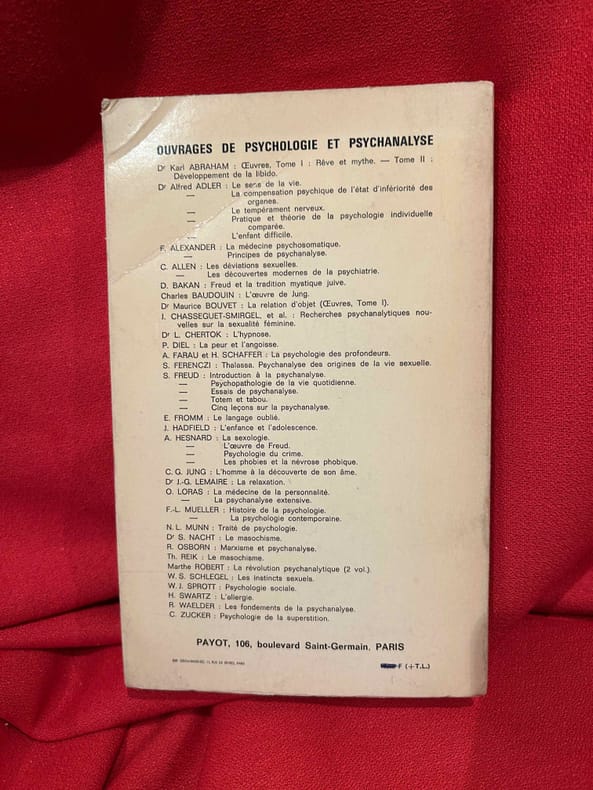 OUVRAGES DE PSYCHOLOGIE ET PSYCHANALYSE
Dr Karl ABRAHAM : Œuvres, Tome I : Rêve et mythe. — Tome II :
Développement de la libido.
Dr Alfred ADLER : Le sens de la vie.
— La compensation psychique de l'état d'infériorité des
organes.
— Le tempérament nerveux.
— Pratique et théorie de la psychologie individuelle
comparée.
— L'enfant difficile.
F. ALEXANDER : La médecine psychosomatique.
— Principes de psychanalyse.
C. ALLEN : Les déviations sexuelles.
— Les découvertes modernes de la psychiatrie.
D. BAKAN : Freud et la tradition mystique juive.
Charles BAUDOUIN : L'œuvre de Jung.
Dr Maurice BOUVET : La relation d'objet (Œuvres, Tome I).
J. CHASSEGUET-SMIRGEL, et al. : Recherches psychanalytiques nou-
velles sur la sexualité féminine.
Dr L. CHERTOK : L'hypnose.
P. DIEL : La peur et l'angoisse.
A. FARAU et H. SCHAFFER : La psychologie des profondeurs.
S. FERENCZI : Thalassa. Psychanalyse des origines de la vie sexuelle.
S. FREUD : Introduction à la psychanalyse.
— Psychopathologie de la vie quotidienne.
— Essais de psychanalyse.
— Totem et tabou.
— Cinq leçons sur la psychanalyse.
E. FROMM : Le langage oublié.
J. HADFIELD : L'enfance et l'adolescence.
A. HESNARD : La sexologie.
— L'œuvre de Freud.
— Psychologie du crime.
— Les phobies et la névrose phobique.
C. G. JUNG : L'homme à la découverte de son âme.
Dr J.-G. LEMAIRE : La relaxation.
O. LORAS : La médecine de la personnalité.
— La psychanalyse extensive.
F.-L. MUELLER : Histoire de la psychologie.
— La psychologie contemporaine.
N. L. MUNN : Traité de psychologie.
Dr S. NACHT : Le masochisme.
R. OSBORN : Marxisme et psychanalyse.
Th. REIK : Le masochisme.
Marthe ROBERT : La révolution psychanalytique (2 vol.).
W. S. SCHLEGEL : Les instincts sexuels.
W. J. SPROTT : Psychologie sociale.
H. SWARTZ : L'allergie.
R. WAELDER : Les fondements de la psychanalyse.
C. ZUCKER : Psychologie de la superstition.
PAYOT, 106, boulevard Saint-Germain, PARIS
F (+T.L.)